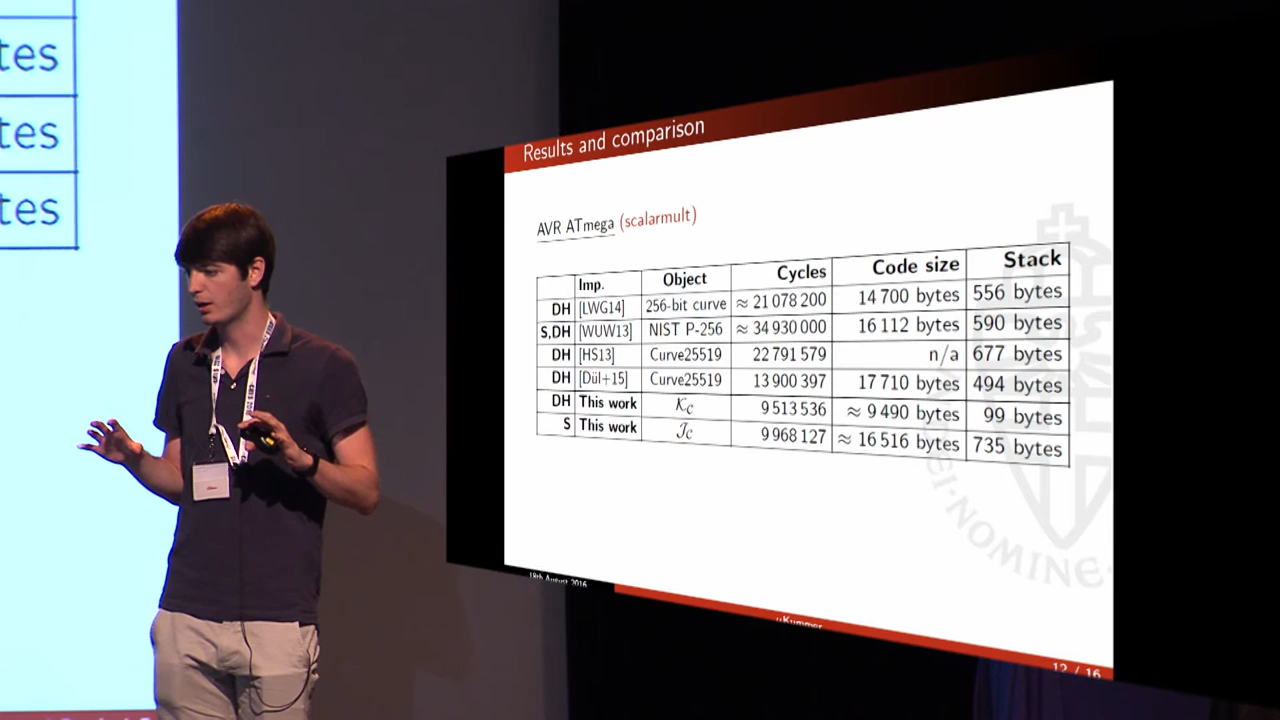 tes
tes
tes
Results and comparison
AVR ATmega (scalarmult)
Imp. Object Cycles Code size Stack
DH [LWG14] 256-bit curve ≈ 21 078 200 14 700 bytes 556 bytes
S,DH [WUW13] NIST P-256 ≈ 34 930 000 16 112 bytes 590 bytes
DH [HS13] Curve25519 22 791 579 n/a 677 bytes
DH [Dül+15] Curve25519 13 900 397 17 710 bytes 494 bytes
DH This work 𝒦𝒞 9 513 536 ≈ 9 490 bytes 99 bytes
S This work 𝒥𝒞 9 968 127 ≈ 16 516 bytes 735 bytes
NOMINE
18th August 2016
μKummer
12 / 16